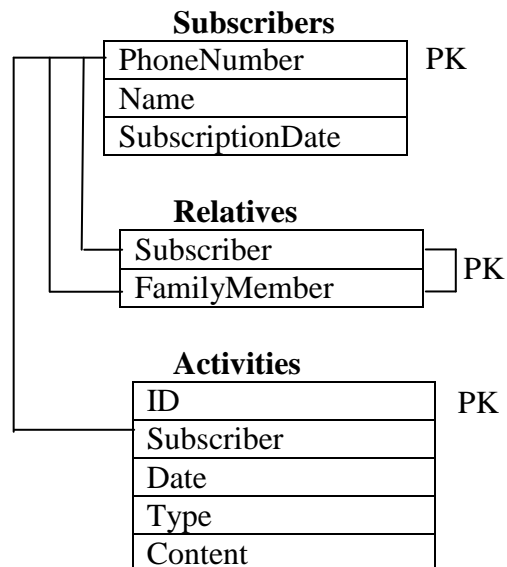 Subscribers
PhoneNumber PK
Name
SubscriptionDate
Relatives
Subscriber
FamilyMember
PK
Activities
ID PK
Subscriber
Date
Type
Content